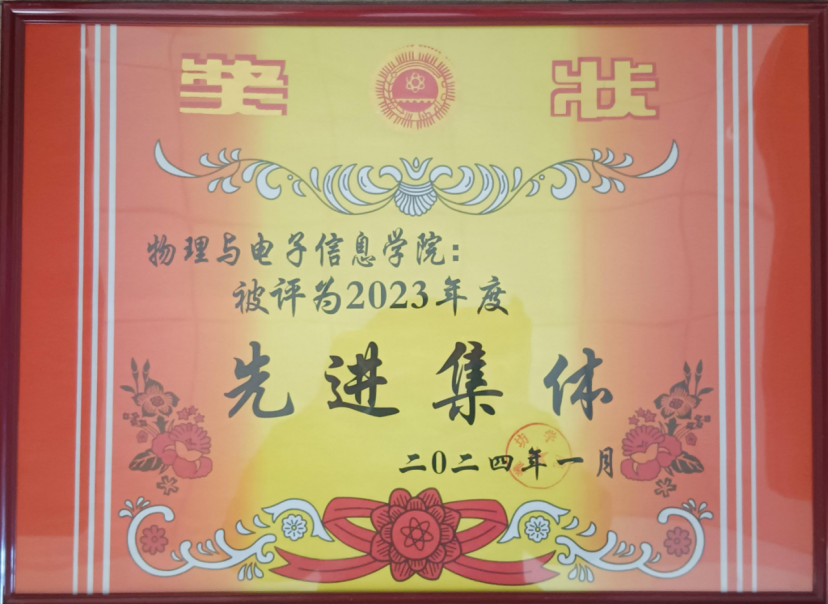 奖状
物理与电子信息学院：
被评为2023年度
先进集体
二0二四年一月